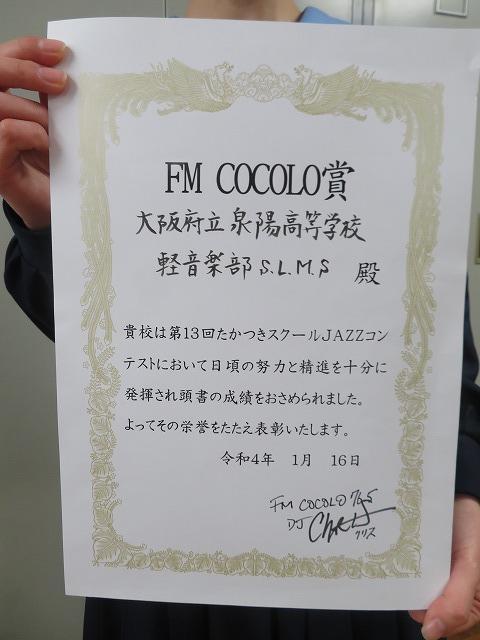 FM COCOLO賞
大阪府立泉陽高等学校
軽音楽部 S.L.M.S 殿
貴校は第13回たかつきスクールJAZZコン
テストにおいて日頃の努力と精進を十分に
発揮され頭書の成績をおさめられました。
よってその栄誉をたたえ表彰いたします。
令和4年 1月 16日
FM COCOLO 765
DJ
クリス